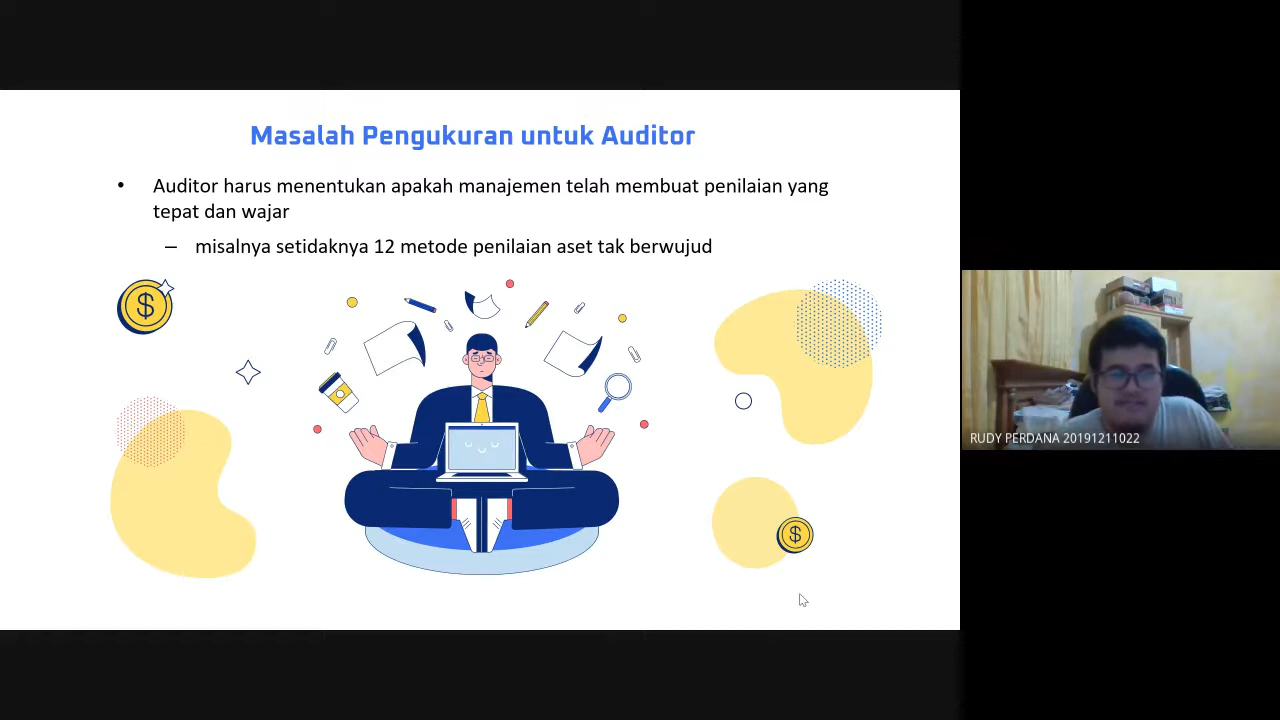 Masalah Pengukuran untuk Auditor
• Auditor harus menentukan apakah manajemen telah membuat penilaian yang
tepat dan wajar
– misalnya setidaknya 12 metode penilaian aset tak berwujud
$
$
RUDY PERDANA 20191211022